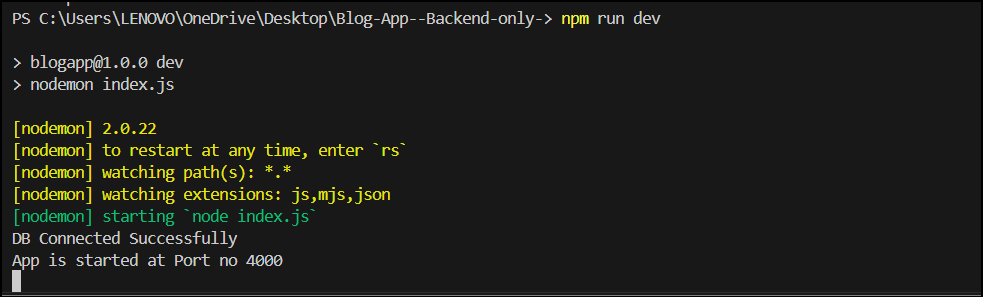 PS C:\Users\LENOVO\OneDrive\Desktop\Blog-App--Backend-only-> npm run dev
> blogapp@1.0.0 dev
> nodemon index.js
[nodemon] 2.0.22
[nodemon] to restart at any time, enter `rs`
[nodemon] watching path(s): *.*
[nodemon] watching extensions: js,mjs,json
[nodemon] starting `node index.js`
DB Connected Successfully
App is started at Port no 4000